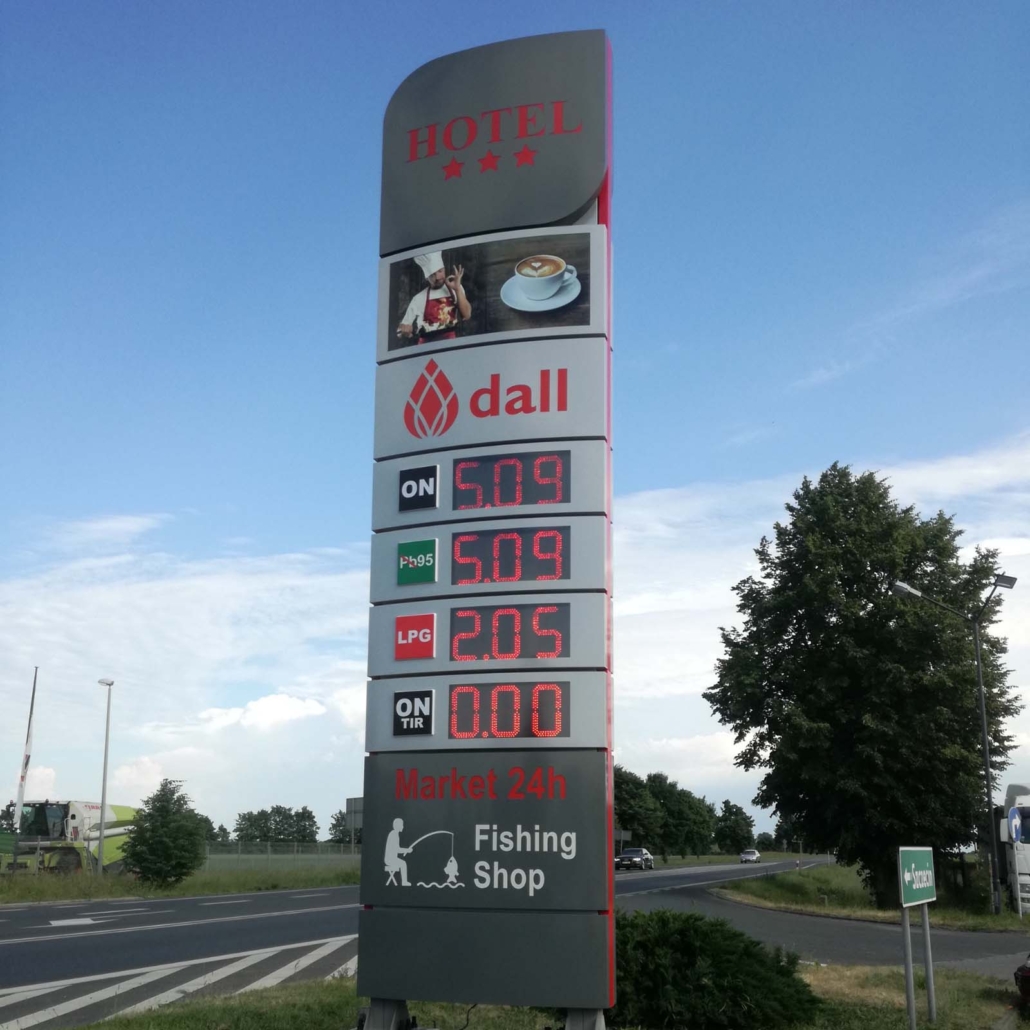 HOTEL
dall
ON 5.09
Pb95 5.09
LPG 2.05
ON
TIR 0.00
Market 24h
Fishing
Shop
Szczecin